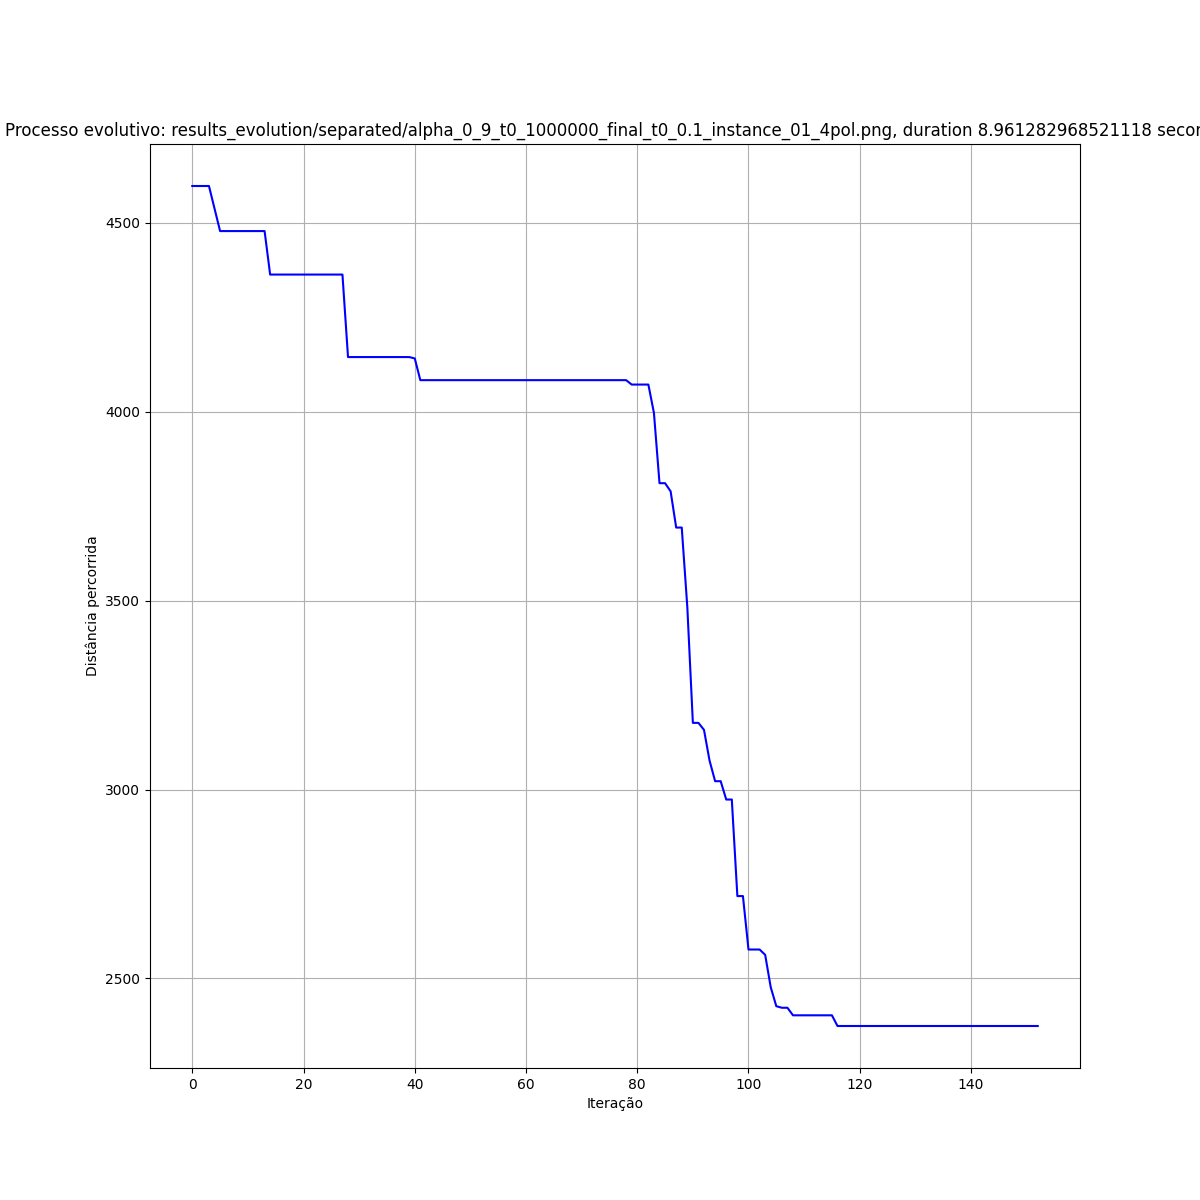 Processo evolutivo: results_evolution/separated/alpha_0_9_t0_1000000_final_t0_0.1_instance_01_4pol.png, duration 8.961282968521118 secon
4500
4000
3500
3000
2500
Distância percorrida
0 20 40 60 80 100 120 140
Iteração